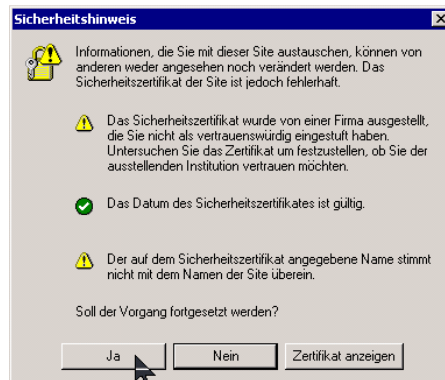 Sicherheitshinweis
Informationen, die Sie mit dieser Site austauschen, können von
anderen weder angesehen noch verändert werden. Das
Sicherheitszertifikat der Site ist jedoch fehlerhaft.
Das Sicherheitszertifikat wurde von einer Firma ausgestellt,
die Sie nicht als vertrauenswürdig eingestuft haben.
Untersuchen Sie das Zertifikat um festzustellen, ob Sie der
ausstellenden Institution vertrauen möchten.
Das Datum des Sicherheitszertifikates ist gültig.
Der auf dem Sicherheitszertifikat angegebene Name stimmt
nicht mit dem Namen der Site überein.
Soll der Vorgang fortgesetzt werden?
Ja Nein Zertifikat anzeigen